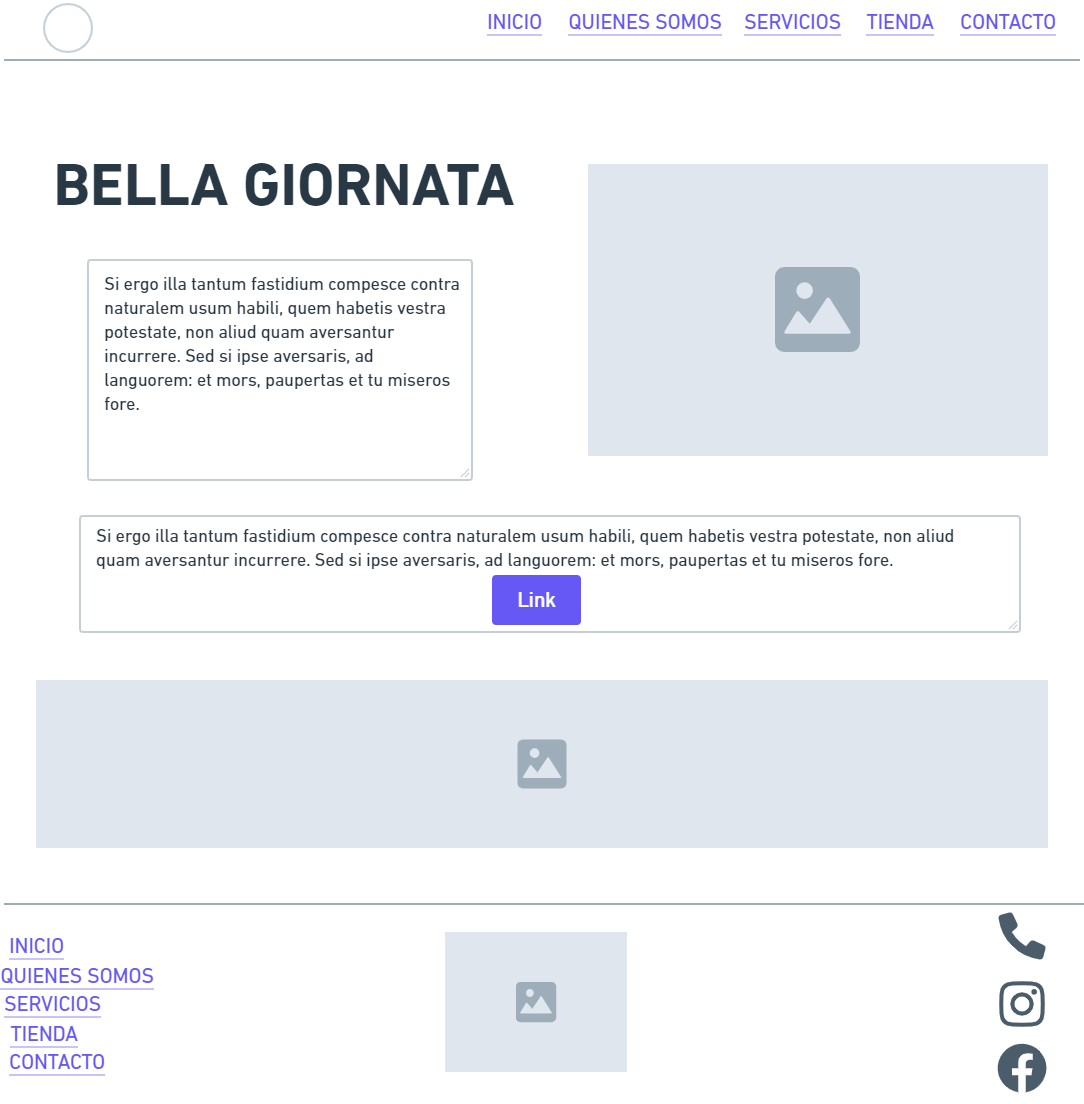 INICIO QUIENES SOMOS SERVICIOS TIENDA CONTACTO
BELLA GIORNATA
Si ergo illa tantum fastidium compesce contra
naturalem usum habili, quem habetis vestra
potestate, non aliud quam aversantur
incurrere. Sed si ipse aversaris, ad
languorem: et mors, paupertas et tu miseros
fore.
Si ergo illa tantum fastidium compesce contra naturalem usum habili, quem habetis vestra potestate, non aliud
quam aversantur incurrere. Sed si ipse aversaris, ad languorem: et mors, paupertas et tu miseros fore.
Link
INICIO
QUIENES SOMOS
SERVICIOS
TIENDA
CONTACTO